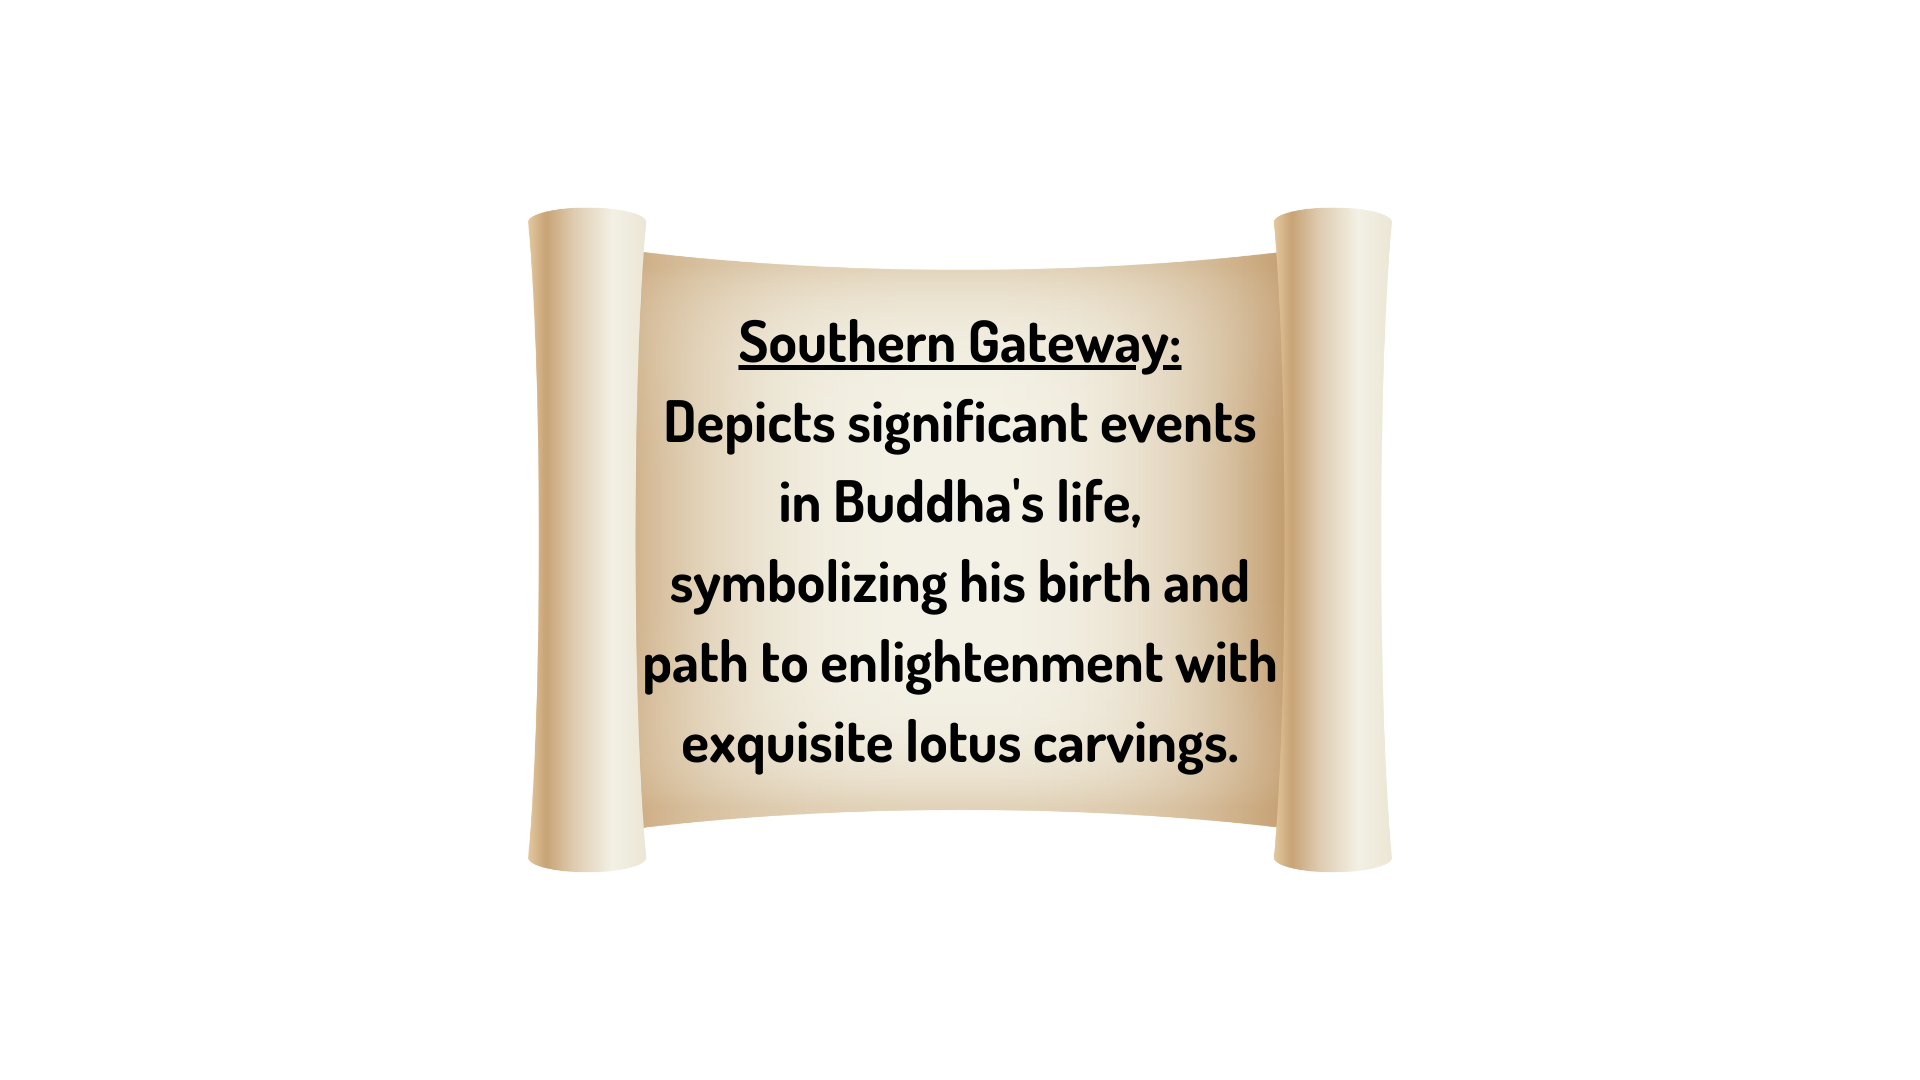 Southern Gateway:
Depicts significant events
in Buddha's life,
symbolizing his birth and
path to enlightenment with
exquisite lotus carvings.